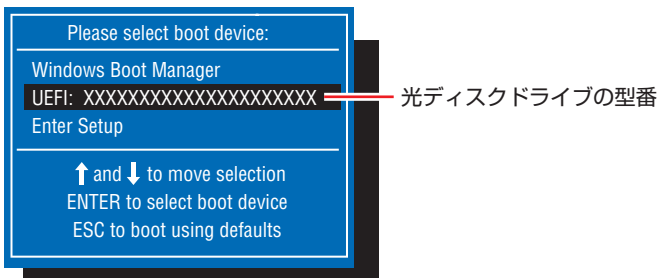 Please select boot device:
Windows Boot Manager
UEFI: XXXXXXXXXXXXXXXXXXXXX
光ディスクドライブの型番
Enter Setup
↑ and ↓ to move selection
ENTER to select boot device
ESC to boot using defaults